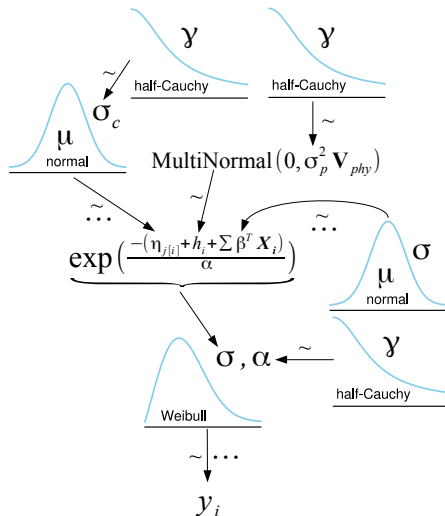 γ γ
~ half-Cauchy half-Cauchy
σ_c ~
μ
normal MultiNormal(0, σ_p^2 V_phy)
~ ... ~ ~ ...
exp(−(η_j[i] + h_i + Σ β^T X_i) / α) μ σ
normal
σ , α ~ γ
Weibull half-Cauchy
~ ...
y_i